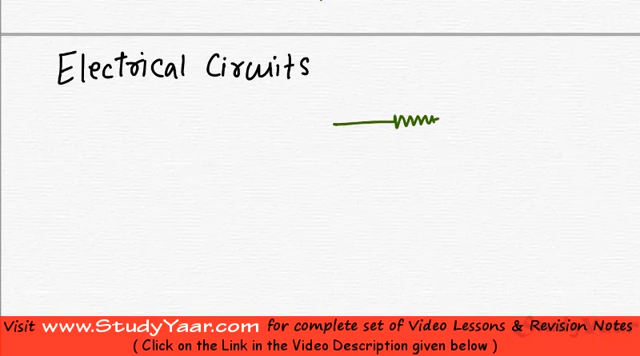 Electrical Circuits
Visit www.StudyYaar.com for complete set of Video Lessons & Revision Notes
( Click on the Link in the Video Description given below )